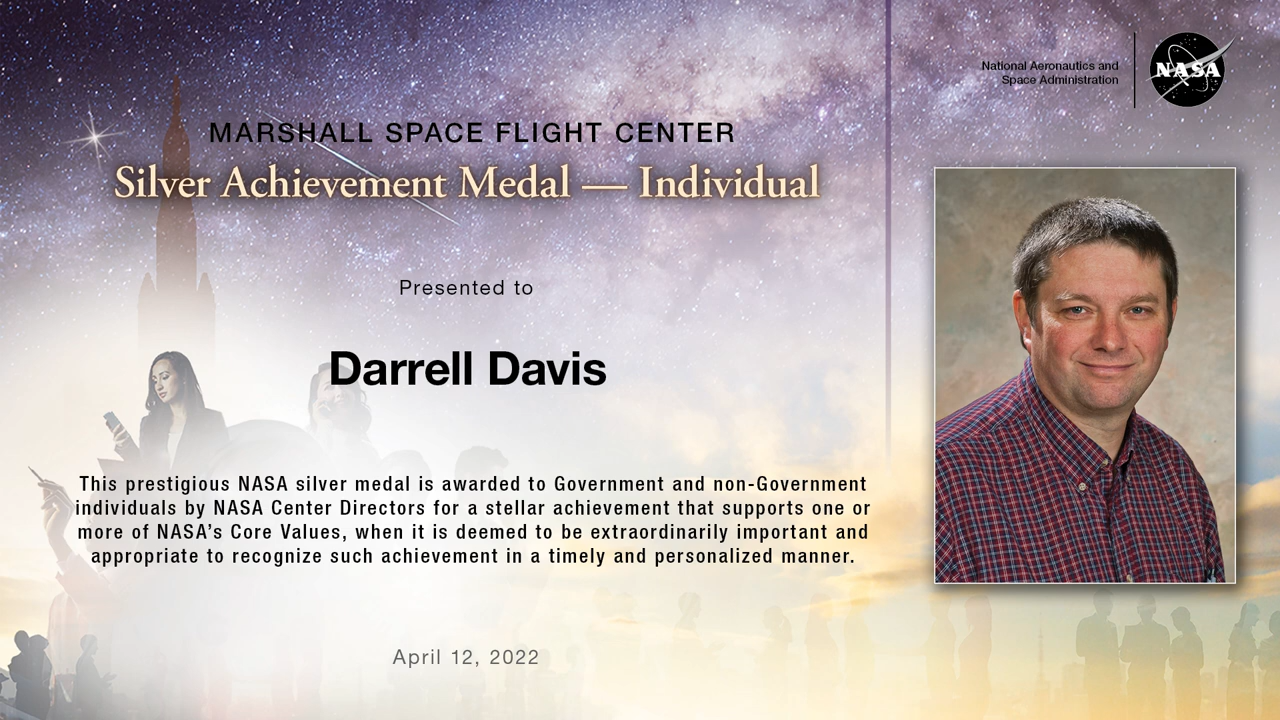 National Aeronautics and
Space Administration
NASA
MARSHALL SPACE FLIGHT CENTER
Silver Achievement Medal — Individual
Presented to
Darrell Davis
This prestigious NASA silver medal is awarded to Government and non-Government
individuals by NASA Center Directors for a stellar achievement that supports one or
more of NASA’s Core Values, when it is deemed to be extraordinarily important and
appropriate to recognize such achievement in a timely and personalized manner.
April 12, 2022